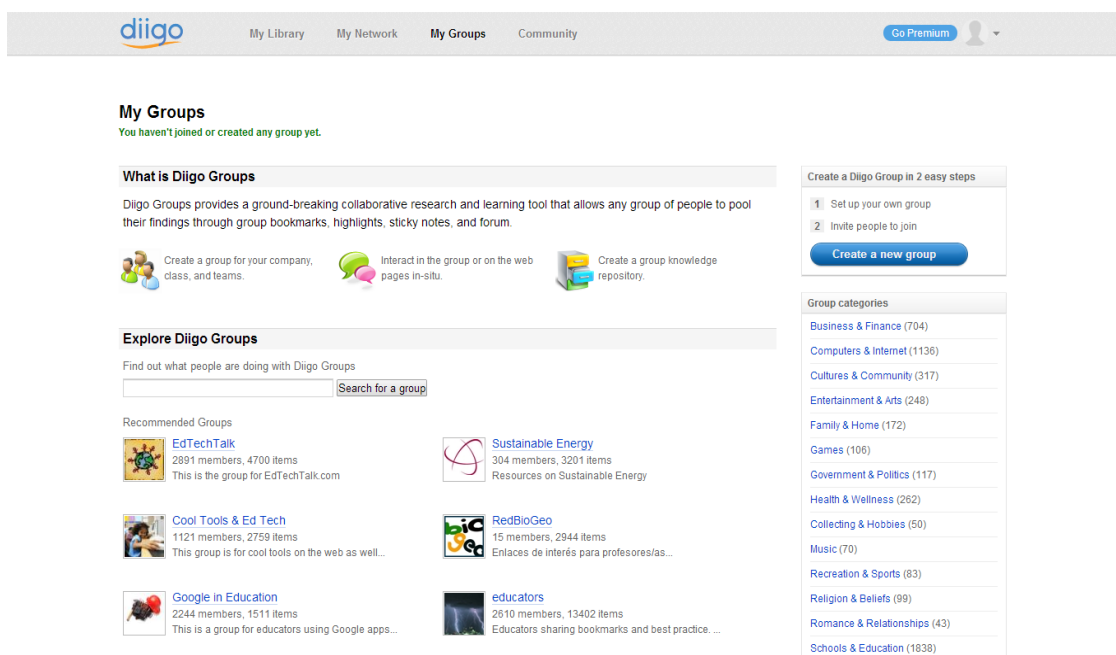 diigo
My Library My Network My Groups Community
Go Premium
My Groups
You haven't joined or created any group yet.
What is Diigo Groups
Diigo Groups provides a ground-breaking collaborative research and learning tool that allows any group of people to pool
their findings through group bookmarks, highlights, sticky notes, and forum.
Create a group for your company,
class, and teams.
Interact in the group or on the web
pages in-situ.
Create a group knowledge
repository.
Explore Diigo Groups
Find out what people are doing with Diigo Groups
Search for a group
Recommended Groups
EdTechTalk
2891 members, 4700 items
This is the group for EdTechTalk.com
Sustainable Energy
304 members, 3201 items
Resources on Sustainable Energy
Cool Tools & Ed Tech
1121 members, 2759 items
This group is for cool tools on the web as well...
bio
geo
RedBioGeo
15 members, 2944 items
Enlaces de interés para profesores/as...
Google in Education
2244 members, 1511 items
This is a group for educators using Google apps...
educators
2610 members, 13402 items
Educators sharing bookmarks and best practice. ...
Create a Diigo Group in 2 easy steps
1 Set up your own group
2 Invite people to join
Create a new group
Group categories
Business & Finance (704)
Computers & Internet (1136)
Cultures & Community (317)
Entertainment & Arts (248)
Family & Home (172)
Games (106)
Government & Politics (117)
Health & Wellness (262)
Collecting & Hobbies (50)
Music (70)
Recreation & Sports (83)
Religion & Beliefs (99)
Romance & Relationships (43)
Schools & Education (1838)